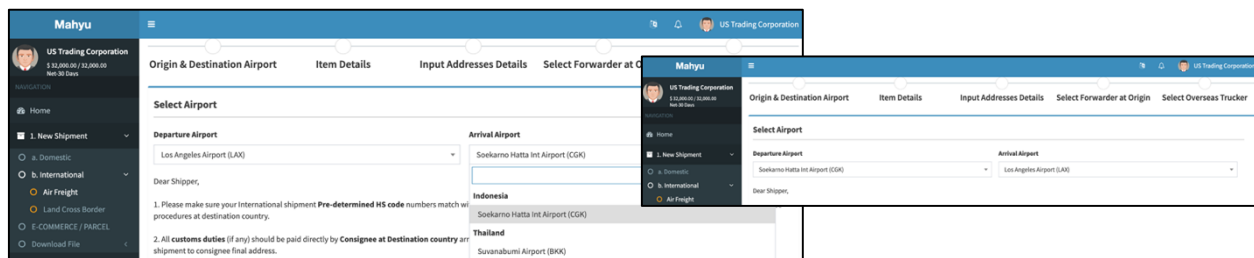 Mahyu
US Trading Corporation
US Trading Corporation
$ 32,000.00 / 32,000.00
Net-30 Days
NAVIGATION
Home
1. New Shipment
a. Domestic
b. International
Air Freight
Land Cross Border
E-COMMERCE / PARCEL
Download File
Origin & Destination Airport
Item Details
Input Addresses Details
Select Forwarder at O
Select Airport
Departure Airport
Arrival Airport
Los Angeles Airport (LAX)
Soekarno Hatta Int Airport (CGK)
Indonesia
Soekarno Hatta Int Airport (CGK)
Thailand
Suvanabumi Airport (BKK)
Dear Shipper,
1. Please make sure your International shipment Pre-determined HS code numbers match wi
procedures at destination country.
2. All customs duties (if any) should be paid directly by Consignee at Destination country arr
shipment to consignee final address.
Mahyu
US Trading Corporation
US Trading Corporation
$ 32,000.00 / 32,000.00
Net-30 Days
NAVIGATION
Home
1. New Shipment
a. Domestic
b. International
Air Freight
Origin & Destination Airport
Item Details
Input Addresses Details
Select Forwarder at Origin
Select Overseas Trucker
Select Airport
Departure Airport
Arrival Airport
Soekarno Hatta Int Airport (CGK)
Los Angeles Airport (LAX)
Dear Shipper,